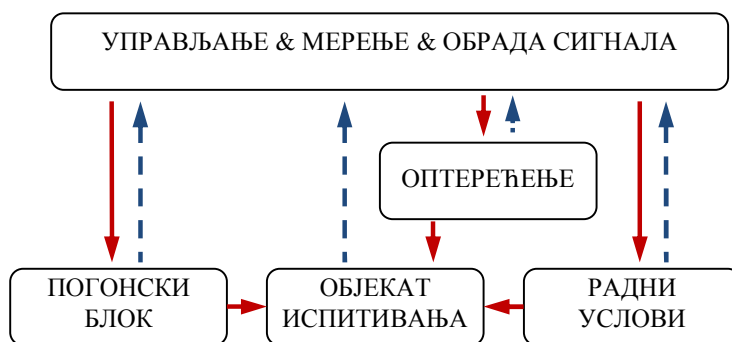 УПРАВЉАЊЕ & МЕРЕЊЕ & ОБРАДА СИГНАЛА
ОПТЕРЕЋЕЊЕ
ПОГОНСКИ
БЛОК
ОБЈЕКАТ
ИСПИТИВАЊА
РАДНИ
УСЛОВИ